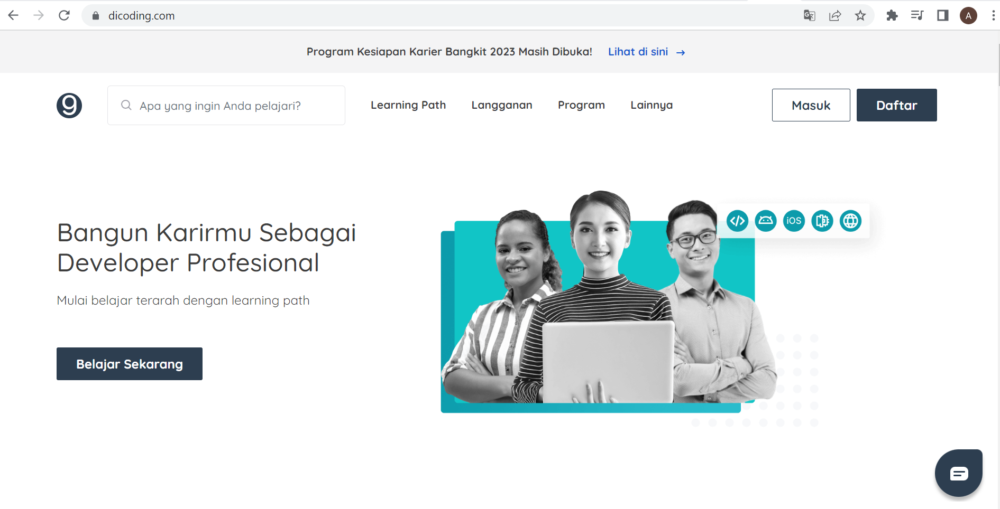 dicoding.com
A
Program Kesiapan Karier Bangkit 2023 Masih Dibuka! Lihat di sini →
Apa yang ingin Anda pelajari? Learning Path Langganan Program Lainnya Masuk Daftar
iOS
Bangun Karirmu Sebagai
Developer Profesional
Mulai belajar terarah dengan learning path
Belajar Sekarang